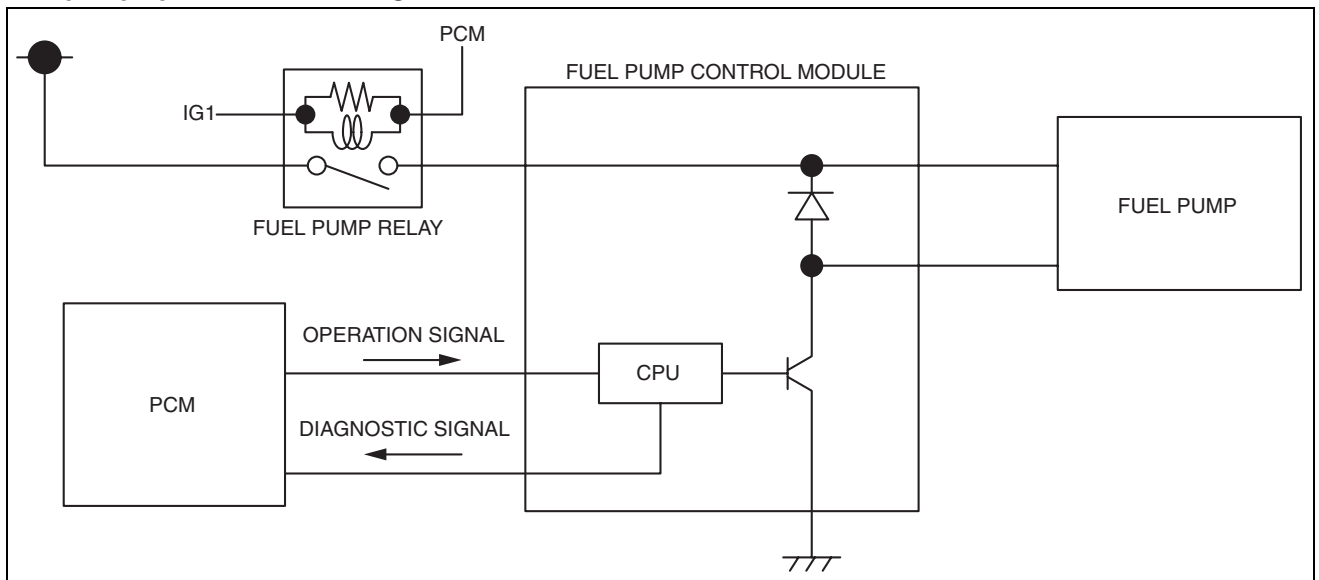 PCM
FUEL PUMP CONTROL MODULE
IG1
FUEL PUMP RELAY
FUEL PUMP
OPERATION SIGNAL
CPU
PCM
DIAGNOSTIC SIGNAL